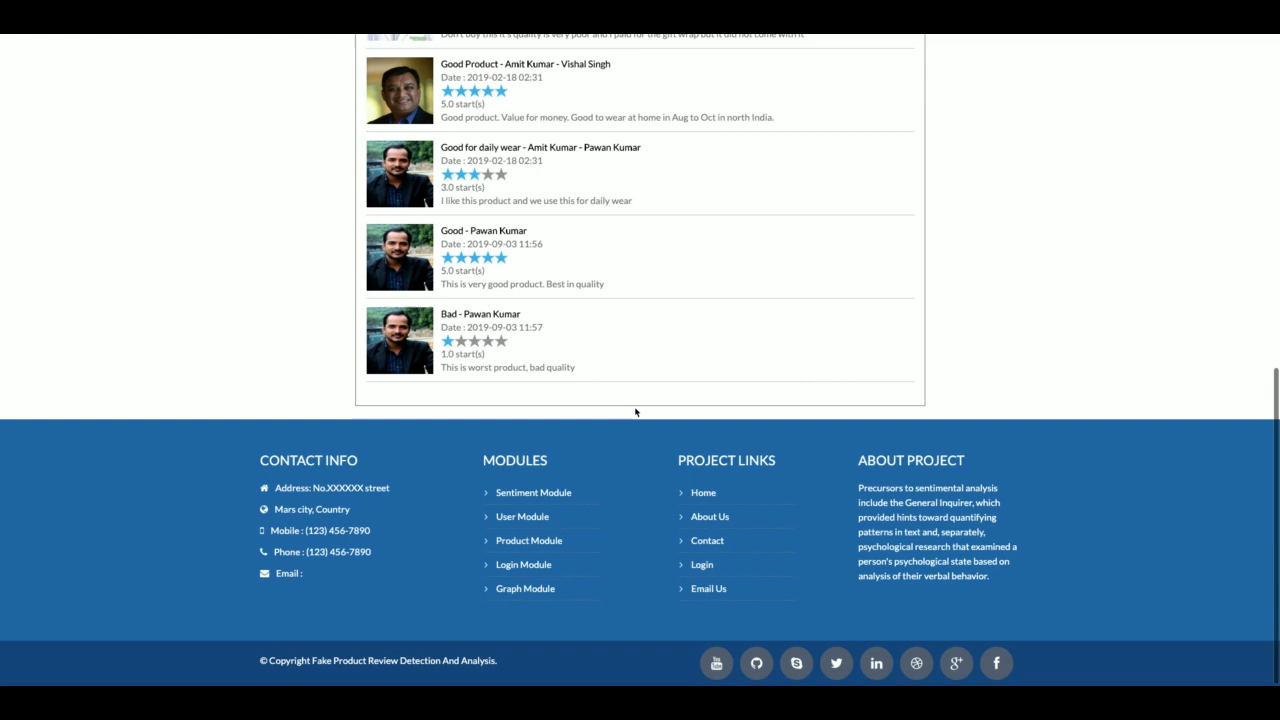 Don't buy this it's quality is very poor and I paid for the gift wrap but it did not come with it
Good Product - Amit Kumar - Vishal Singh
Date : 2019-02-18 02:31
5.0 start(s)
Good product. Value for money. Good to wear at home in Aug to Oct in north India.
Good for daily wear - Amit Kumar - Pawan Kumar
Date : 2019-02-18 02:31
3.0 start(s)
I like this product and we use this for daily wear
Good - Pawan Kumar
Date : 2019-09-03 11:56
5.0 start(s)
This is very good product. Best in quality
Bad - Pawan Kumar
Date : 2019-09-03 11:57
1.0 start(s)
This is worst product, bad quality
CONTACT INFO
Address: No.XXXXXX street
Mars city, Country
Mobile : (123) 456-7890
Phone : (123) 456-7890
Email :
MODULES
Sentiment Module
User Module
Product Module
Login Module
Graph Module
PROJECT LINKS
Home
About Us
Contact
Login
Email Us
ABOUT PROJECT
Precursors to sentimental analysis
include the General Inquirer, which
provided hints toward quantifying
patterns in text and, separately,
psychological research that examined a
person's psychological state based on
analysis of their verbal behavior.
© Copyright Fake Product Review Detection And Analysis.